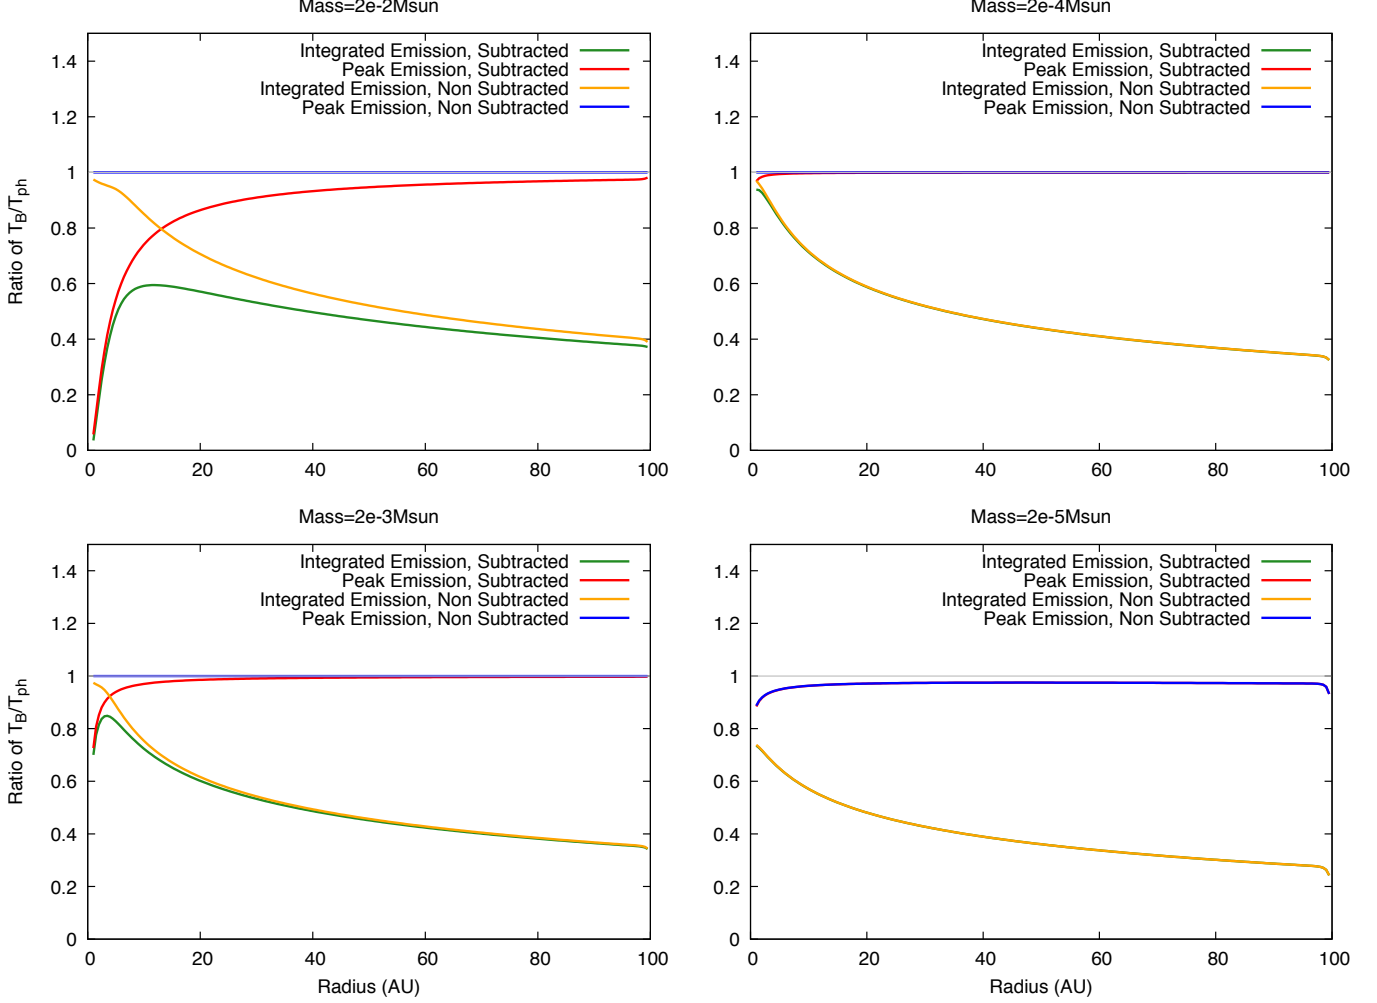 Mass=2e-2Msun
1.4
1.2
1
0.8
0.6
0.4
0.2
0
0 20 40 60 80 100
Ratio of T_B/T_ph
Integrated Emission, Subtracted
Peak Emission, Subtracted
Integrated Emission, Non Subtracted
Peak Emission, Non Subtracted
Mass=2e-4Msun
1.4
1.2
1
0.8
0.6
0.4
0.2
0
0 20 40 60 80 100
Integrated Emission, Subtracted
Peak Emission, Subtracted
Integrated Emission, Non Subtracted
Peak Emission, Non Subtracted
Mass=2e-3Msun
1.4
1.2
1
0.8
0.6
0.4
0.2
0
0 20 40 60 80 100
Ratio of T_B/T_ph
Radius (AU)
Integrated Emission, Subtracted
Peak Emission, Subtracted
Integrated Emission, Non Subtracted
Peak Emission, Non Subtracted
Mass=2e-5Msun
1.4
1.2
1
0.8
0.6
0.4
0.2
0
0 20 40 60 80 100
Radius (AU)
Integrated Emission, Subtracted
Peak Emission, Subtracted
Integrated Emission, Non Subtracted
Peak Emission, Non Subtracted